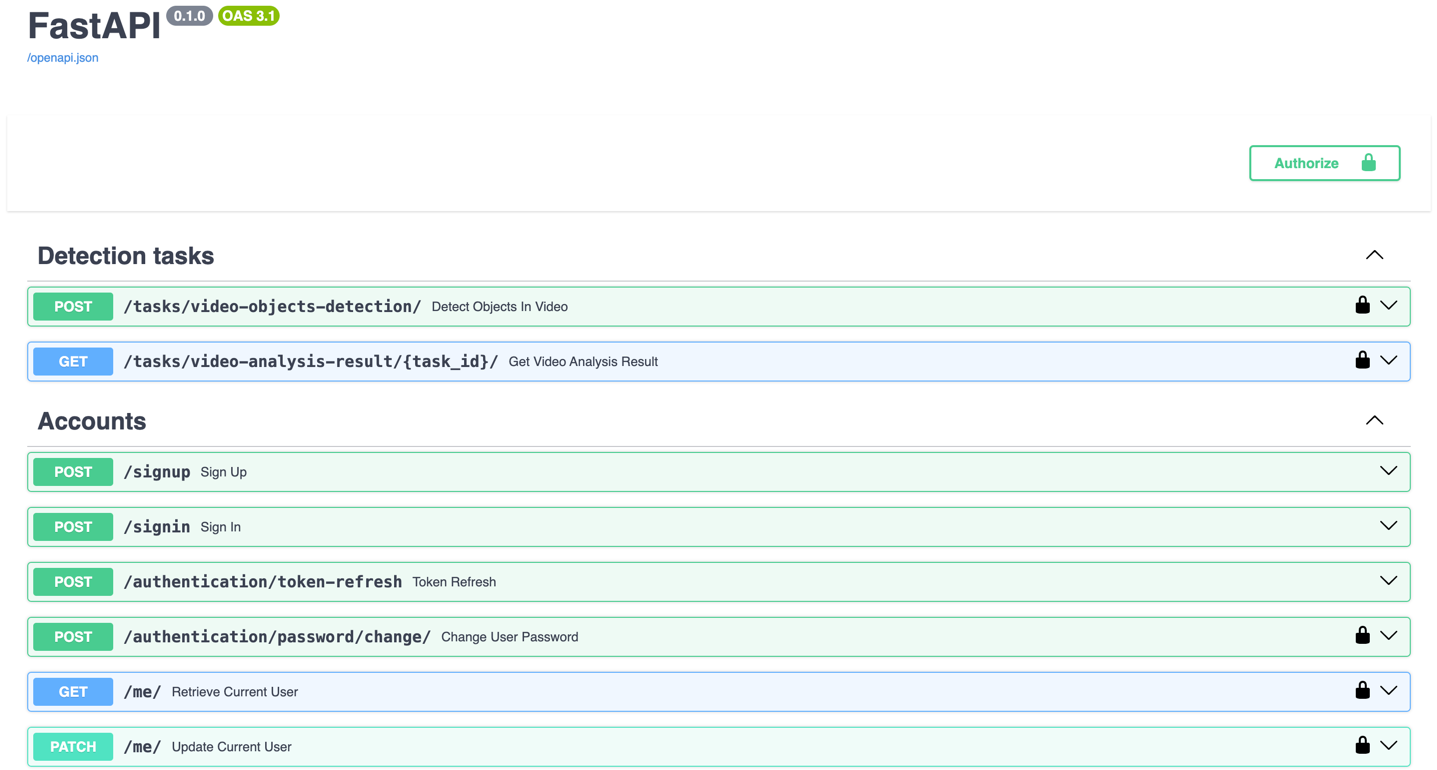 FastAPI 0.1.0 OAS 3.1
/openapi.json
Authorize
Detection tasks
POST /tasks/video-objects-detection/ Detect Objects In Video
GET /tasks/video-analysis-result/{task_id}/ Get Video Analysis Result
Accounts
POST /signup Sign Up
POST /signin Sign In
POST /authentication/token-refresh Token Refresh
POST /authentication/password/change/ Change User Password
GET /me/ Retrieve Current User
PATCH /me/ Update Current User